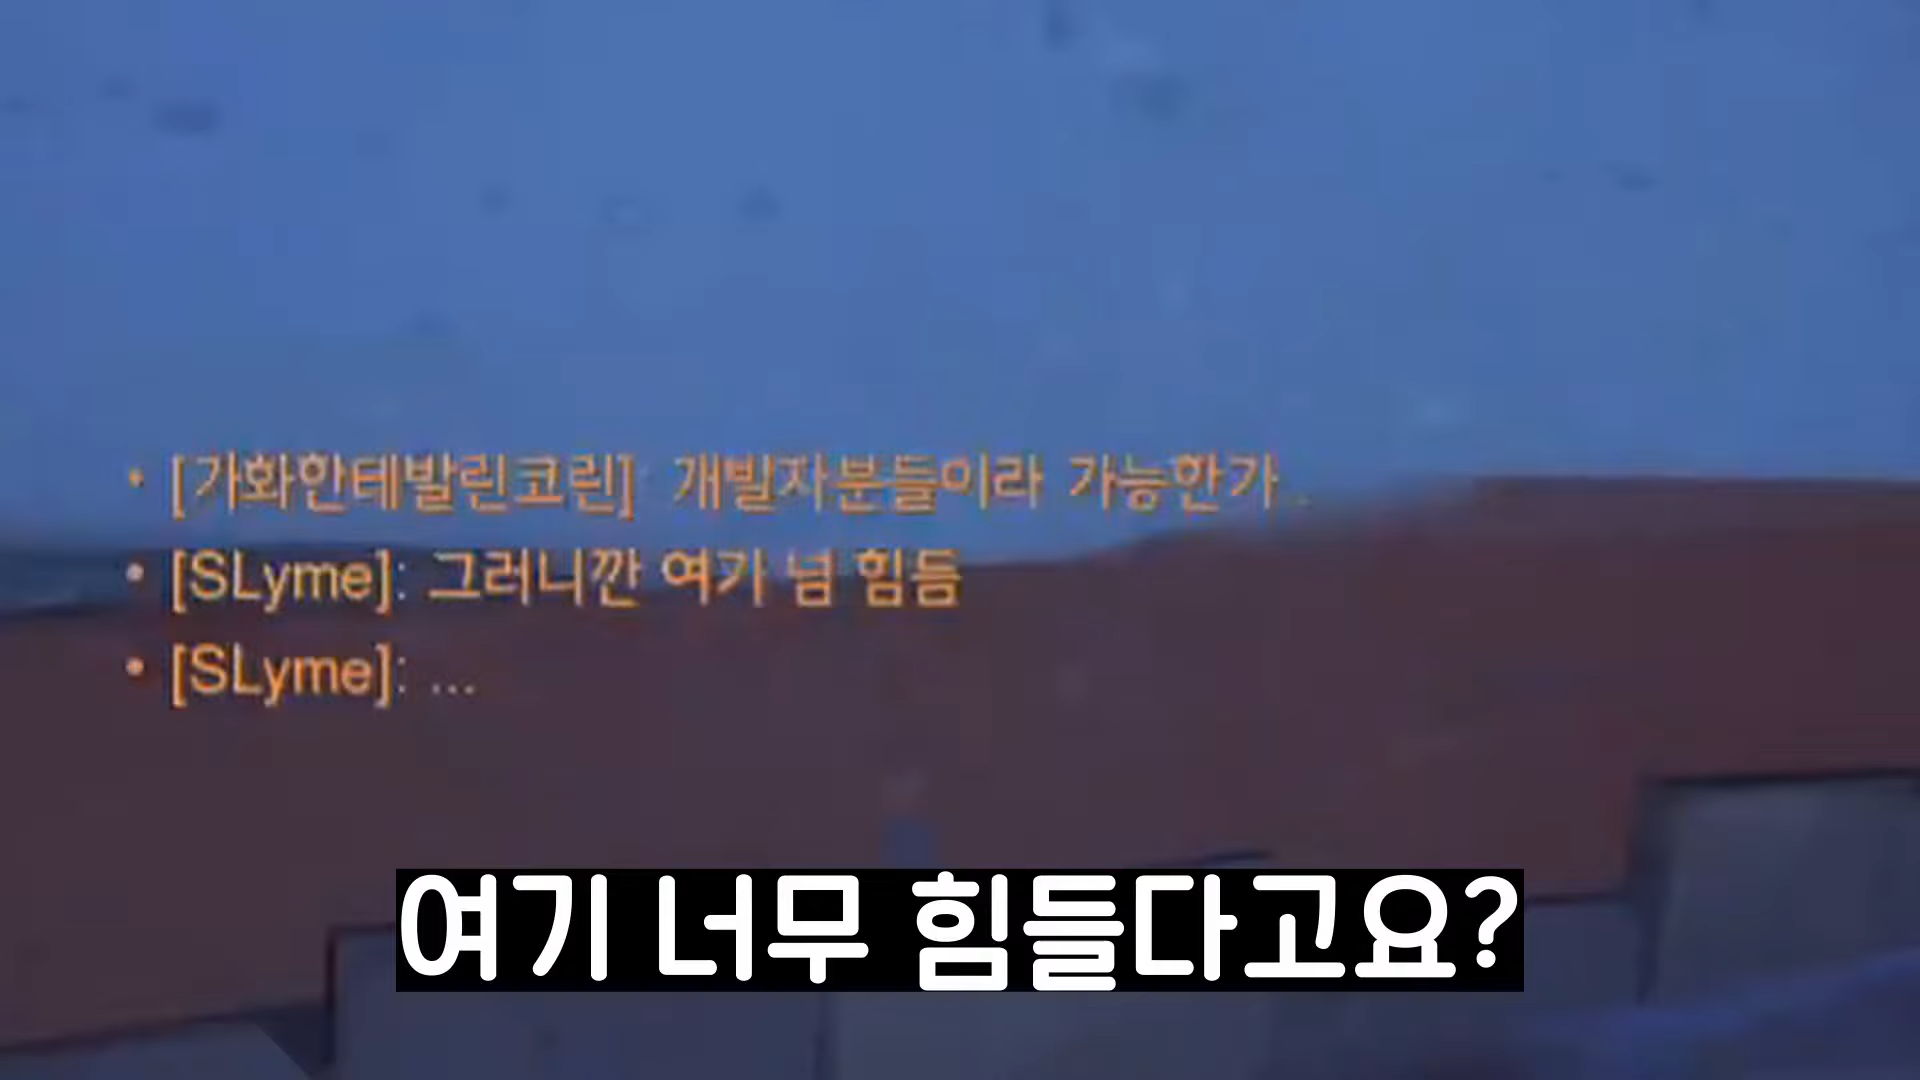 • [가화한테발린코린]: 개발자분들이라 가능한가..
• [SLyme]: 그러니깐 여기 넘 힘듬
• [SLyme]: ...
여기 너무 힘들다고요?